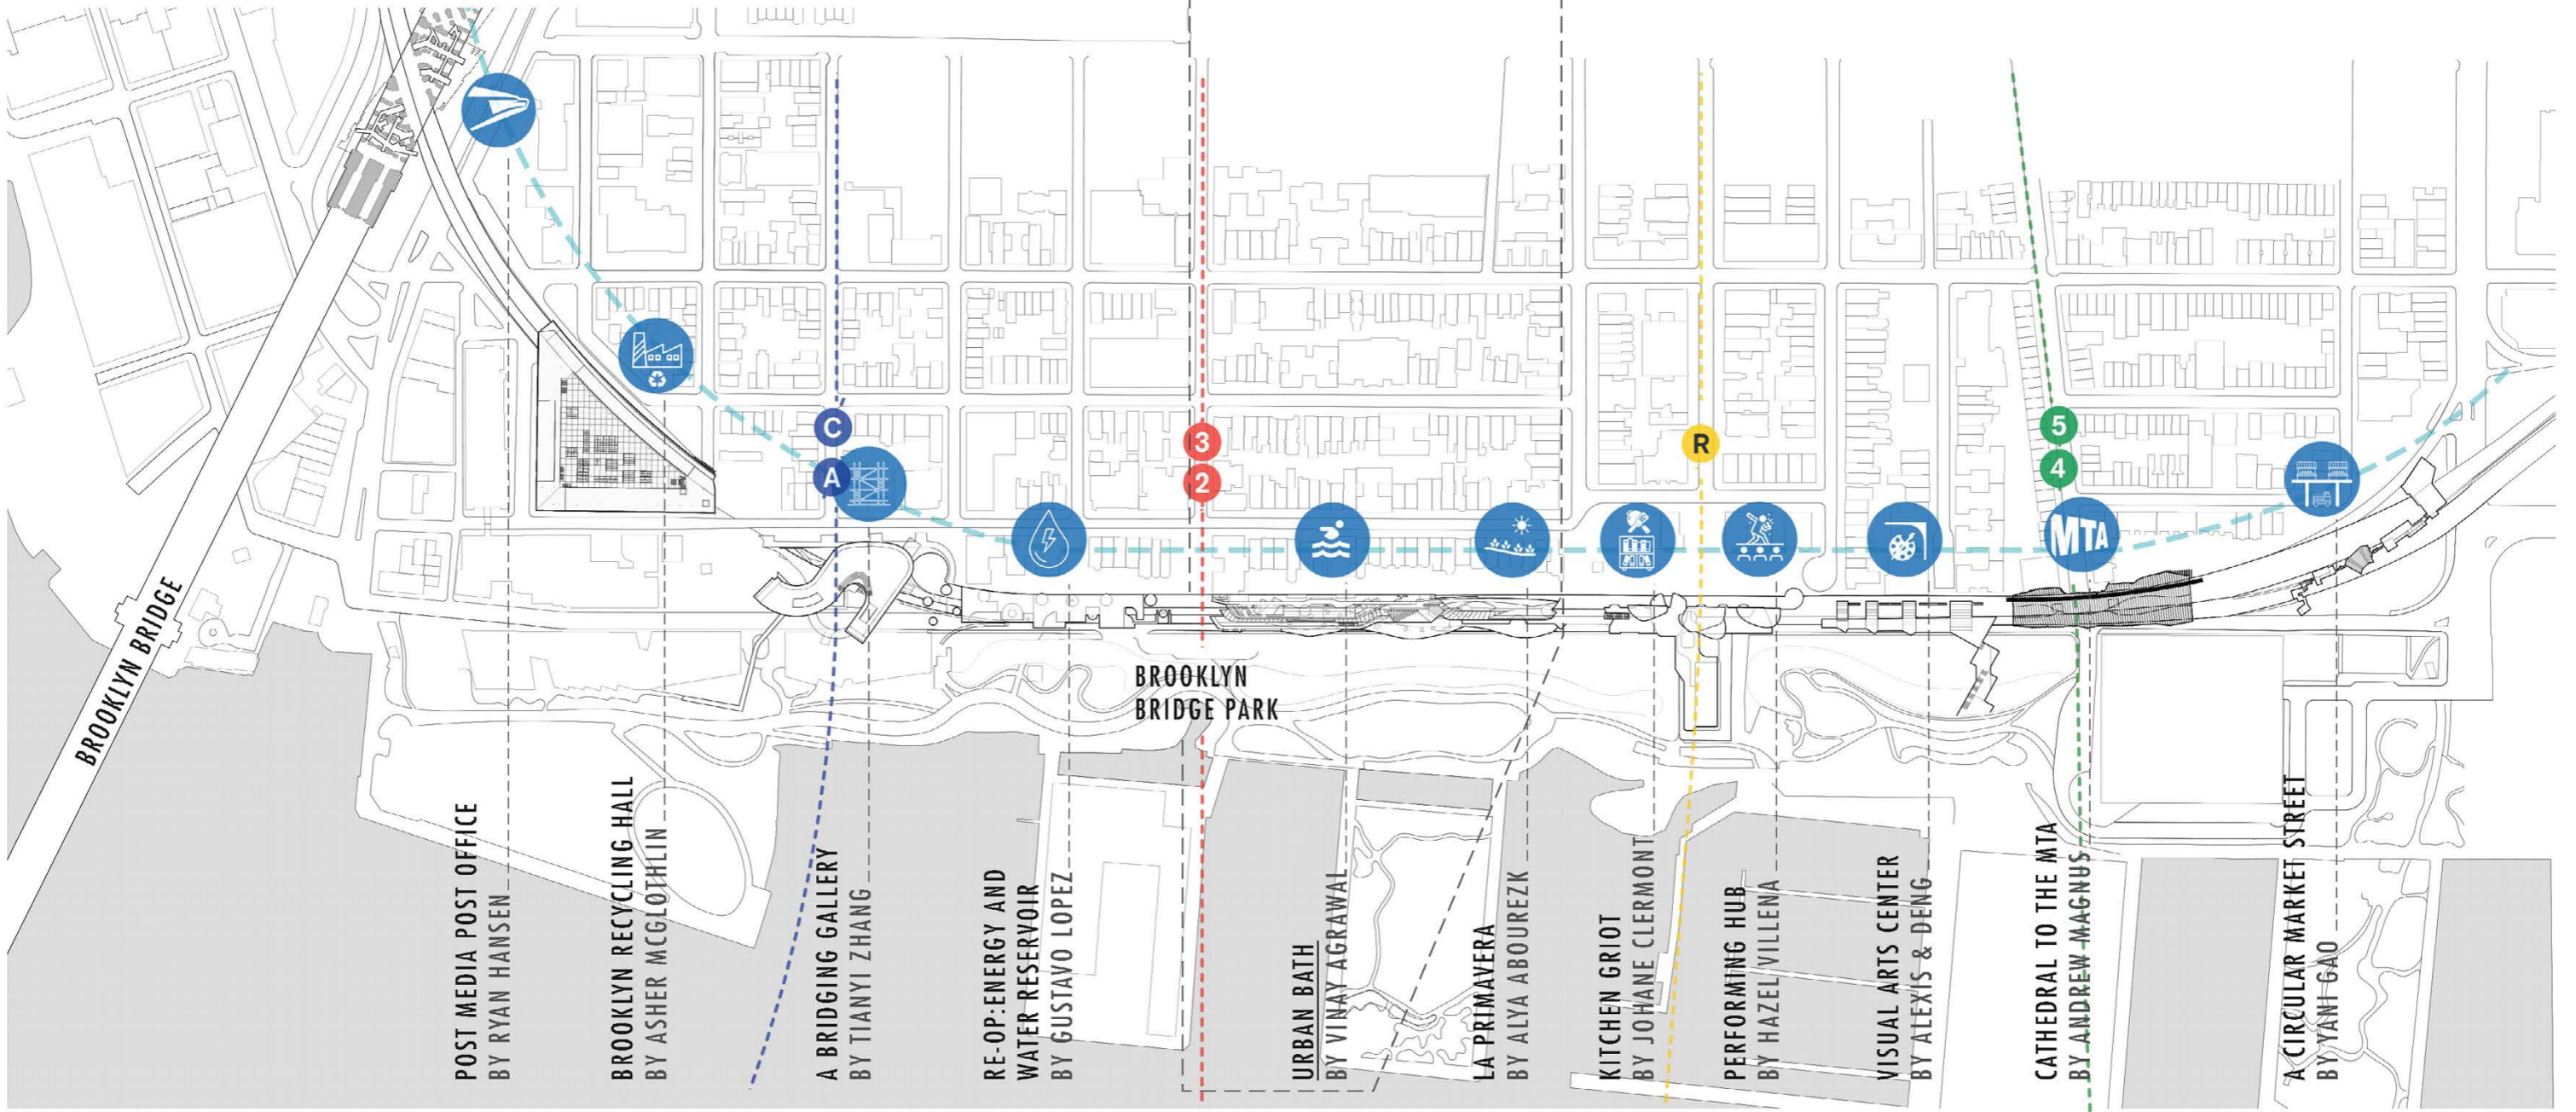 C
A
3
2
R
5
4
MTA
BROOKLYN BRIDGE
BROOKLYN
BRIDGE PARK
POST MEDIA POST OFFICE
BY RYAN HANSEN
BROOKLYN RECYCLING HALL
BY ASHER MCGLOTHLIN
A BRIDGING GALLERY
BY TIANYI ZHANG
RE-OP:ENERGY AND
WATER RESERVOIR
BY GUSTAVO LOPEZ
URBAN BATH
BY VINAY AGRAWAL
LA PRIMAVERA
BY ALYA ABOUREZK
KITCHEN GRIOT
BY JOHANE CLERMONT
PERFORMING HUB
BY HAZEL VILLENA
VISUAL ARTS CENTER
BY ALEXIS & DENG
CATHEDRAL TO THE MTA
BY ANDREW MAGNUS
A CIRCULAR MARKET STREET
BY YANI GAO